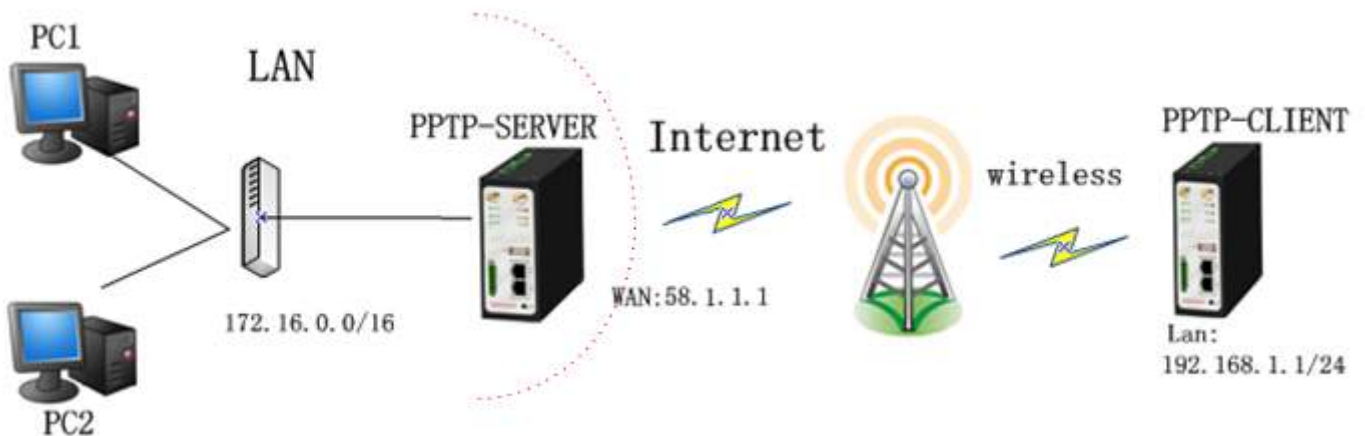 PC1
LAN
PPTP-SERVER
Internet
PPTP-CLIENT
wireless
WAN:58.1.1.1
172.16.0.0/16
Lan:
192.168.1.1/24
PC2